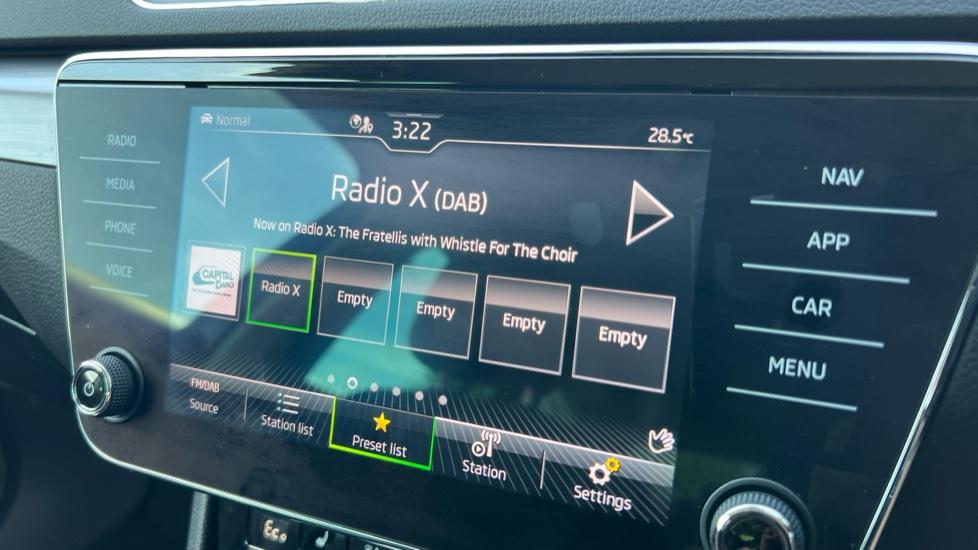 Normal
3:22
28.5°C
RADIO
MEDIA
PHONE
VOICE
Radio X (DAB)
Now on Radio X: The Fratellis with Whistle For The Choir
CAPITAL
DANCE
Radio X
Empty
Empty
Empty
Empty
FM/DAB
Source
Station list
Preset list
Station
Settings
NAV
APP
CAR
MENU